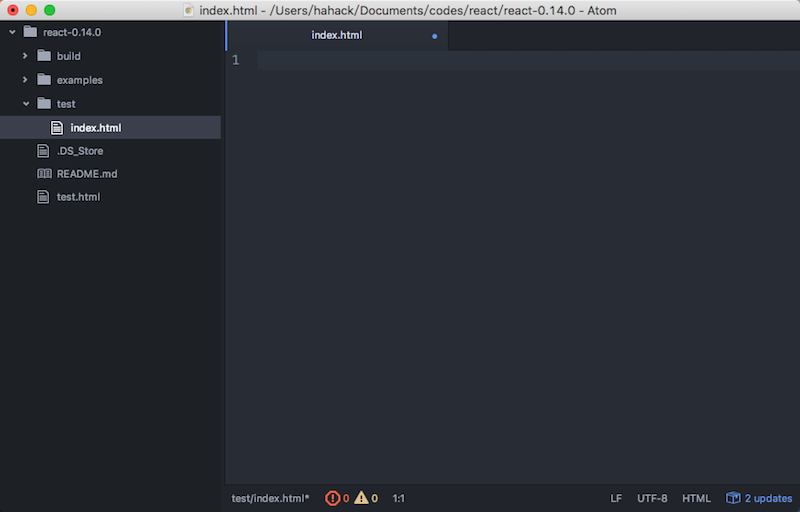 index.html - /Users/hahack/Documents/codes/react/react-0.14.0 - Atom
react-0.14.0
build
examples
test
index.html
.DS_Store
README.md
test.html
index.html
1
test/index.html* 0 0 1:1 LF UTF-8 HTML 2 updates